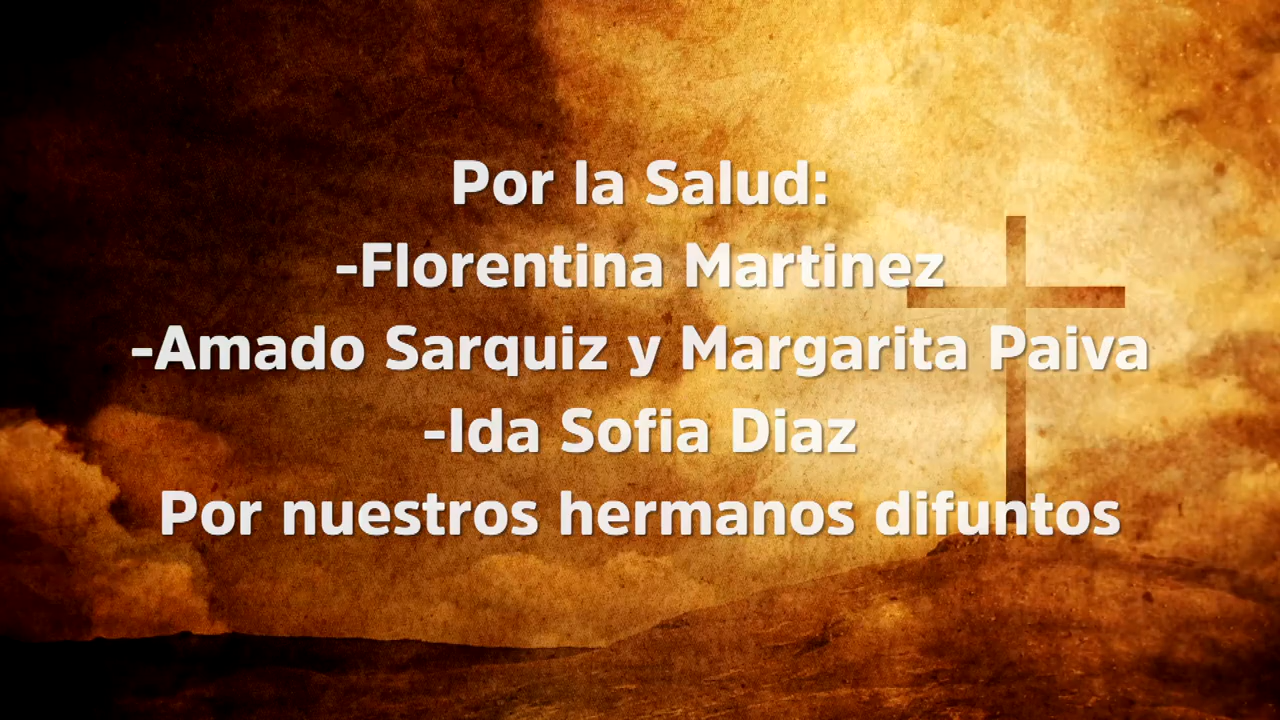 Por la Salud:
-Florentina Martinez
-Amado Sarquiz y Margarita Paiva
-Ida Sofia Diaz
Por nuestros hermanos difuntos